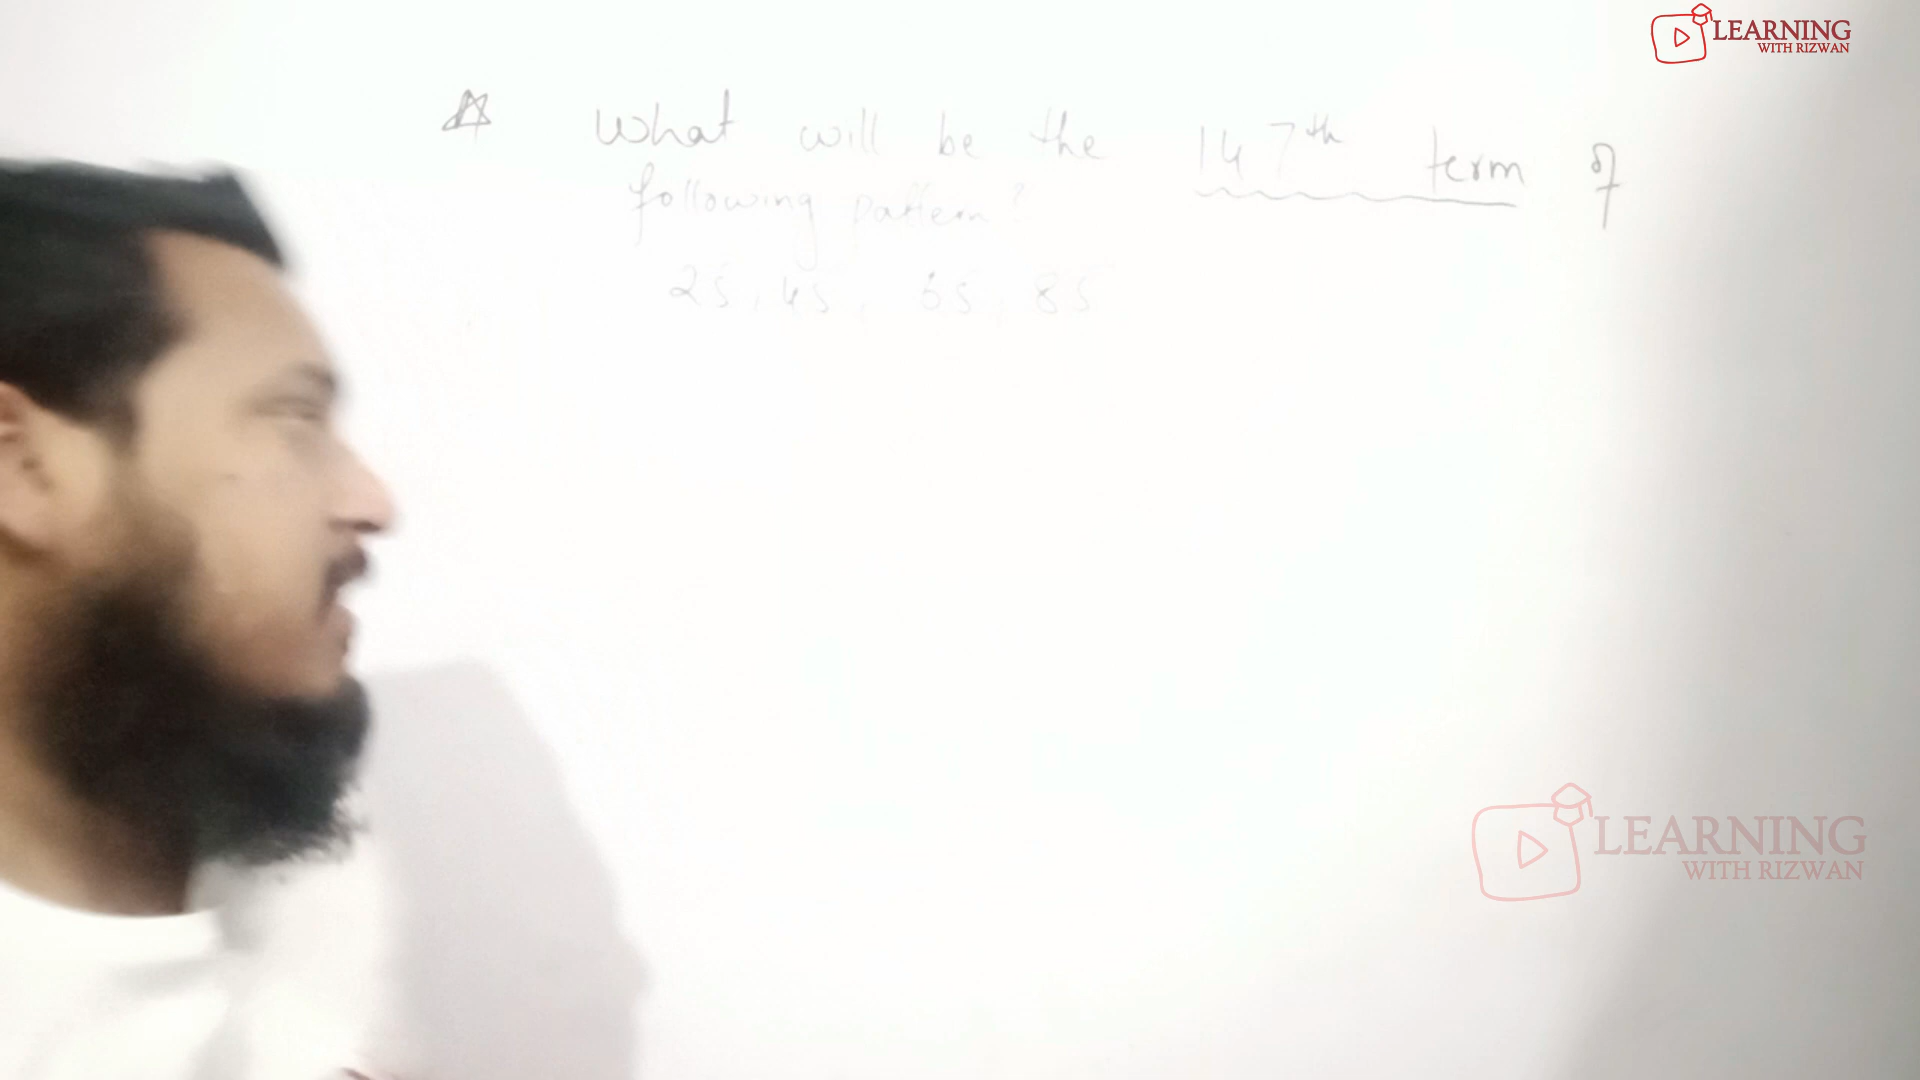 LEARNING
WITH RIZWAN
What will be the 147th term of
following pattern?
25, 45, 65, 85
LEARNING
WITH RIZWAN